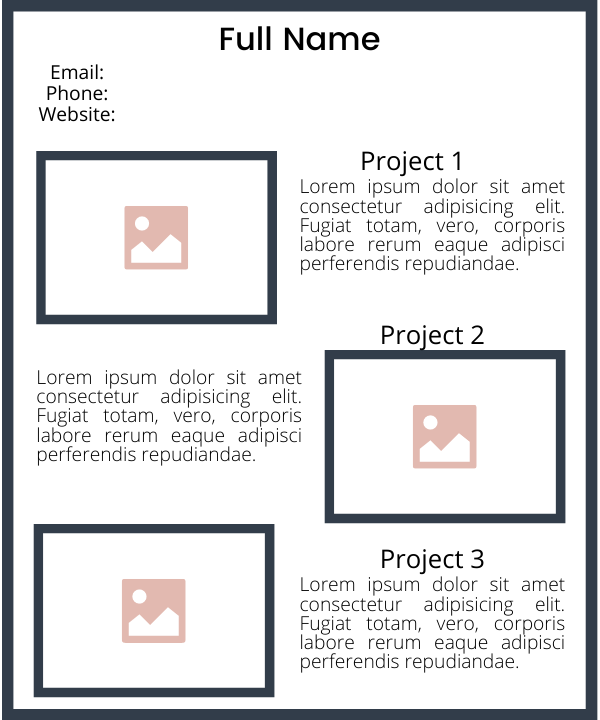 Full Name
Email:
Phone:
Website:
Project 1
Lorem ipsum dolor sit amet
consectetur adipisicing elit.
Fugiat totam, vero, corporis
labore rerum eaque adipisci
perferendis repudiandae.
Project 2
Lorem ipsum dolor sit amet
consectetur adipisicing elit.
Fugiat totam, vero, corporis
labore rerum eaque adipisci
perferendis repudiandae.
Project 3
Lorem ipsum dolor sit amet
consectetur adipisicing elit.
Fugiat totam, vero, corporis
labore rerum eaque adipisci
perferendis repudiandae.